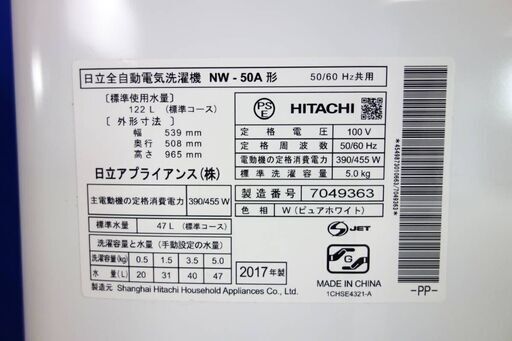 日立全自動電気洗濯機 NW-50A 形
50/60 Hz共用
〔標準使用水量〕
122 L (標準コース)
〔外形寸法〕
幅 539 mm
奥行 508 mm
高さ 965 mm
日立アプライアンス(株)
PS
E
HITACHI
定格電圧 100 V
定格周波数 50/60 Hz
電動機の定格消費電力 390/455 W
標準洗濯容量 5.0 kg
主電動機の定格消費電力 390/455 W
製造番号 7049363
色相 W (ピュアホワイト)
標準水量 47 L (標準コース)
洗濯容量と水量 (手動設定の水量)
洗濯容量(kg) 0.5 1.5 3.5 5.0
水量(L) 20 31 40 47
2017年製
S-JET
G
MADE IN CHINA
1CHSE4321-A
製造元 Shanghai Hitachi Household Appliances Co., Ltd.
-PP-